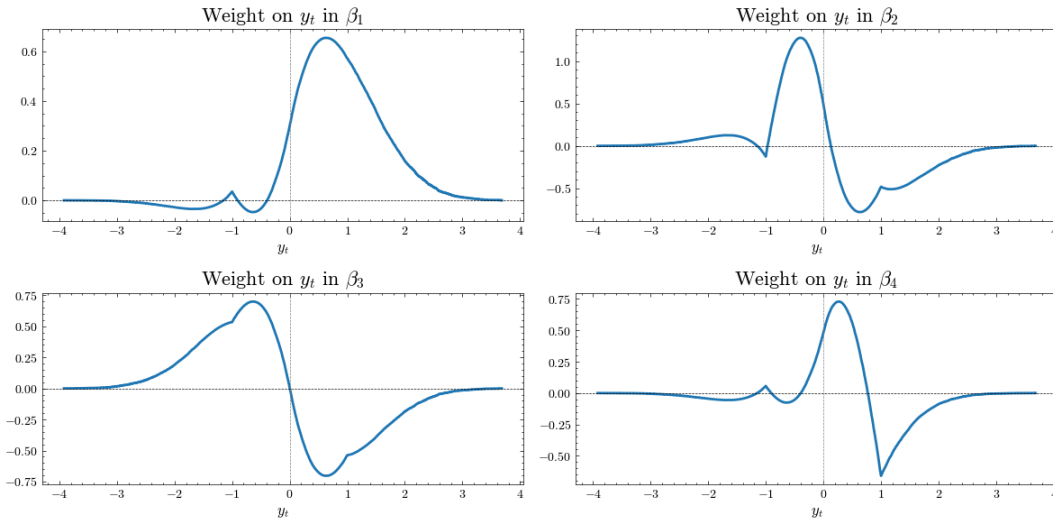 Weight on y_t in β_1
0.6
0.4
0.2
0.0
−4 −3 −2 −1 0 1 2 3 4
y_t
Weight on y_t in β_2
1.0
0.5
0.0
−0.5
−4 −3 −2 −1 0 1 2 3 4
y_t
Weight on y_t in β_3
0.75
0.50
0.25
0.00
−0.25
−0.50
−0.75
−4 −3 −2 −1 0 1 2 3 4
y_t
Weight on y_t in β_4
0.75
0.50
0.25
0.00
−0.25
−0.50
−4 −3 −2 −1 0 1 2 3 4
y_t